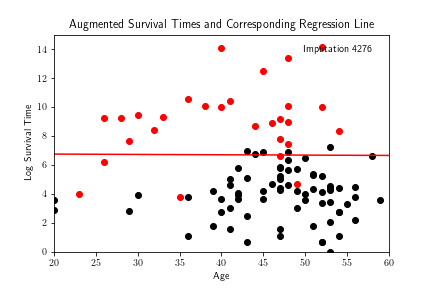 Augmented Survival Times and Corresponding Regression Line
Imputation 4276
14
12
10
8
6
4
2
0
Log Survival Time
20 25 30 35 40 45 50 55 60
Age